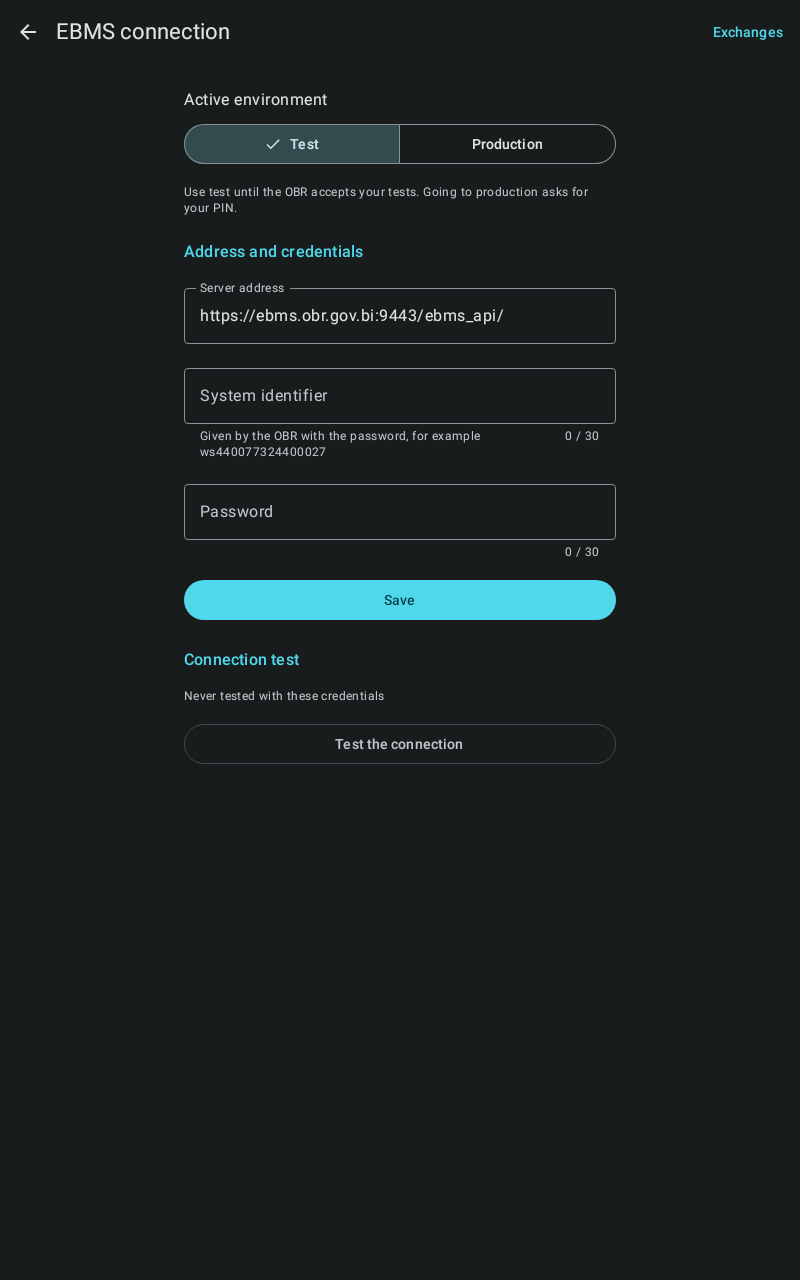 EBMS connection
Exchanges
Active environment
Test
Production
Use test until the OBR accepts your tests. Going to production asks for
your PIN.
Address and credentials
Server address
https://ebms.obr.gov.bi:9443/ebms_api/
System identifier
Given by the OBR with the password, for example
ws440077324400027
0 / 30
Password
0 / 30
Save
Connection test
Never tested with these credentials
Test the connection